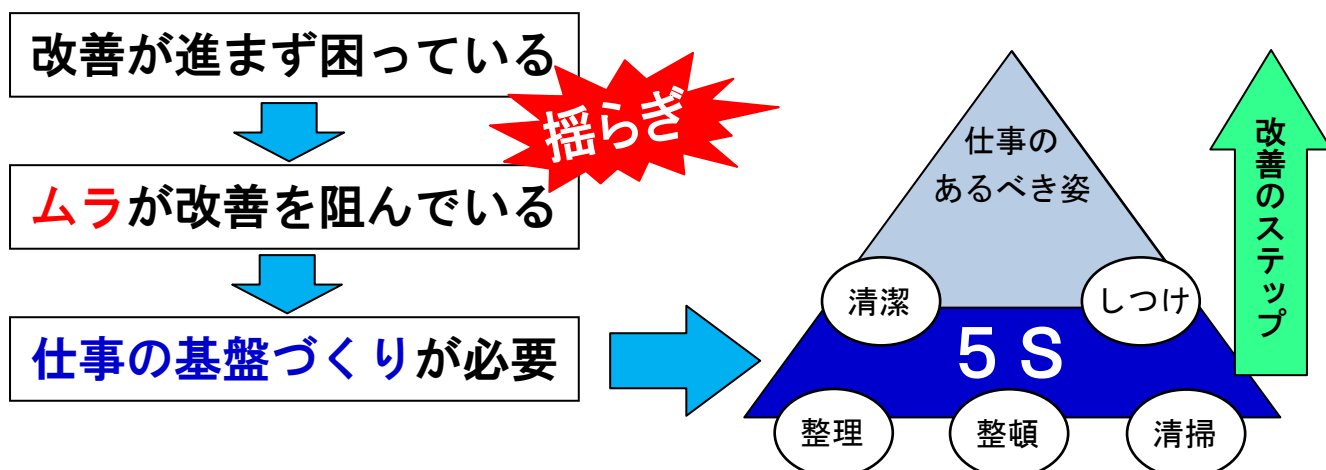 改善が進まず困っている
揺らぎ
ムラが改善を阻んでいる
仕事の基盤づくりが必要
仕事の
あるべき姿
清潔
しつけ
５Ｓ
整理
整頓
清掃
改善のステップ